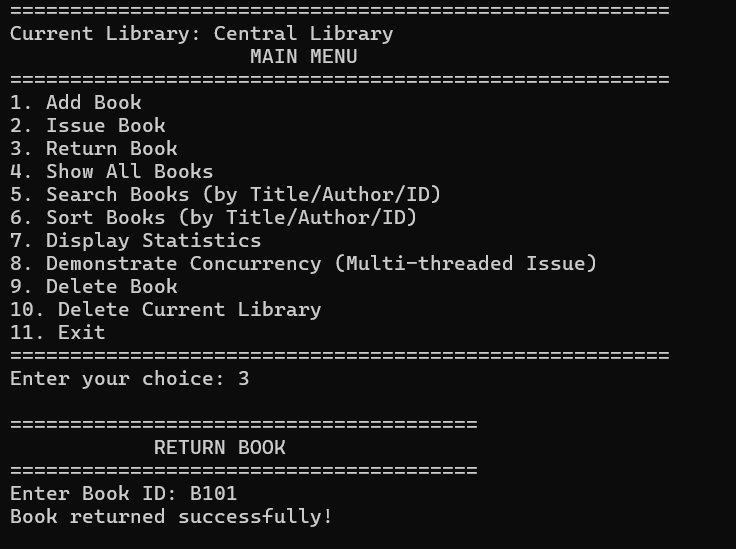 =======================================================
Current Library: Central Library
                    MAIN MENU
=======================================================
1. Add Book
2. Issue Book
3. Return Book
4. Show All Books
5. Search Books (by Title/Author/ID)
6. Sort Books (by Title/Author/ID)
7. Display Statistics
8. Demonstrate Concurrency (Multi-threaded Issue)
9. Delete Book
10. Delete Current Library
11. Exit
=======================================================
Enter your choice: 3

=======================================
            RETURN BOOK
=======================================
Enter Book ID: B101
Book returned successfully!